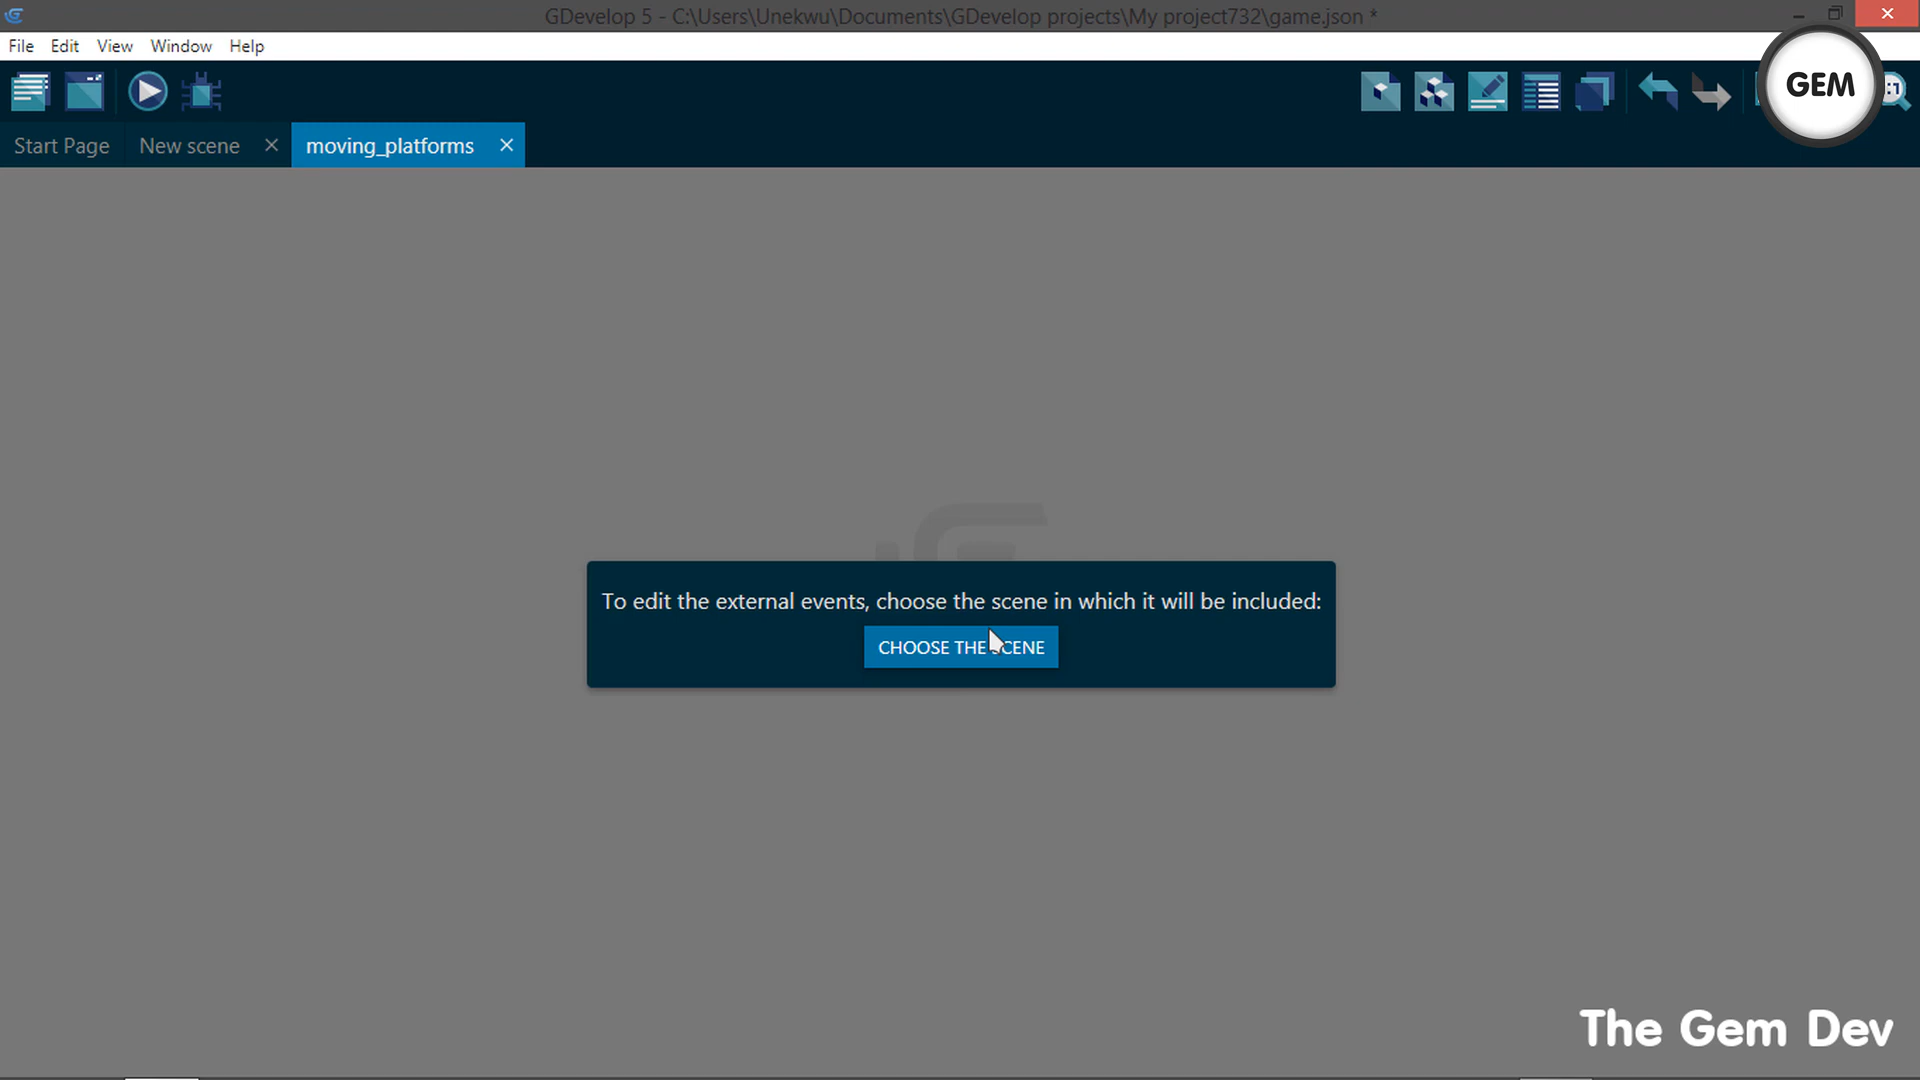 GDevelop 5 - C:\Users\Unekwu\Documents\GDevelop projects\My project732\game.json *
File Edit View Window Help
GEM
Start Page New scene moving_platforms
To edit the external events, choose the scene in which it will be included:
CHOOSE THE SCENE
The Gem Dev